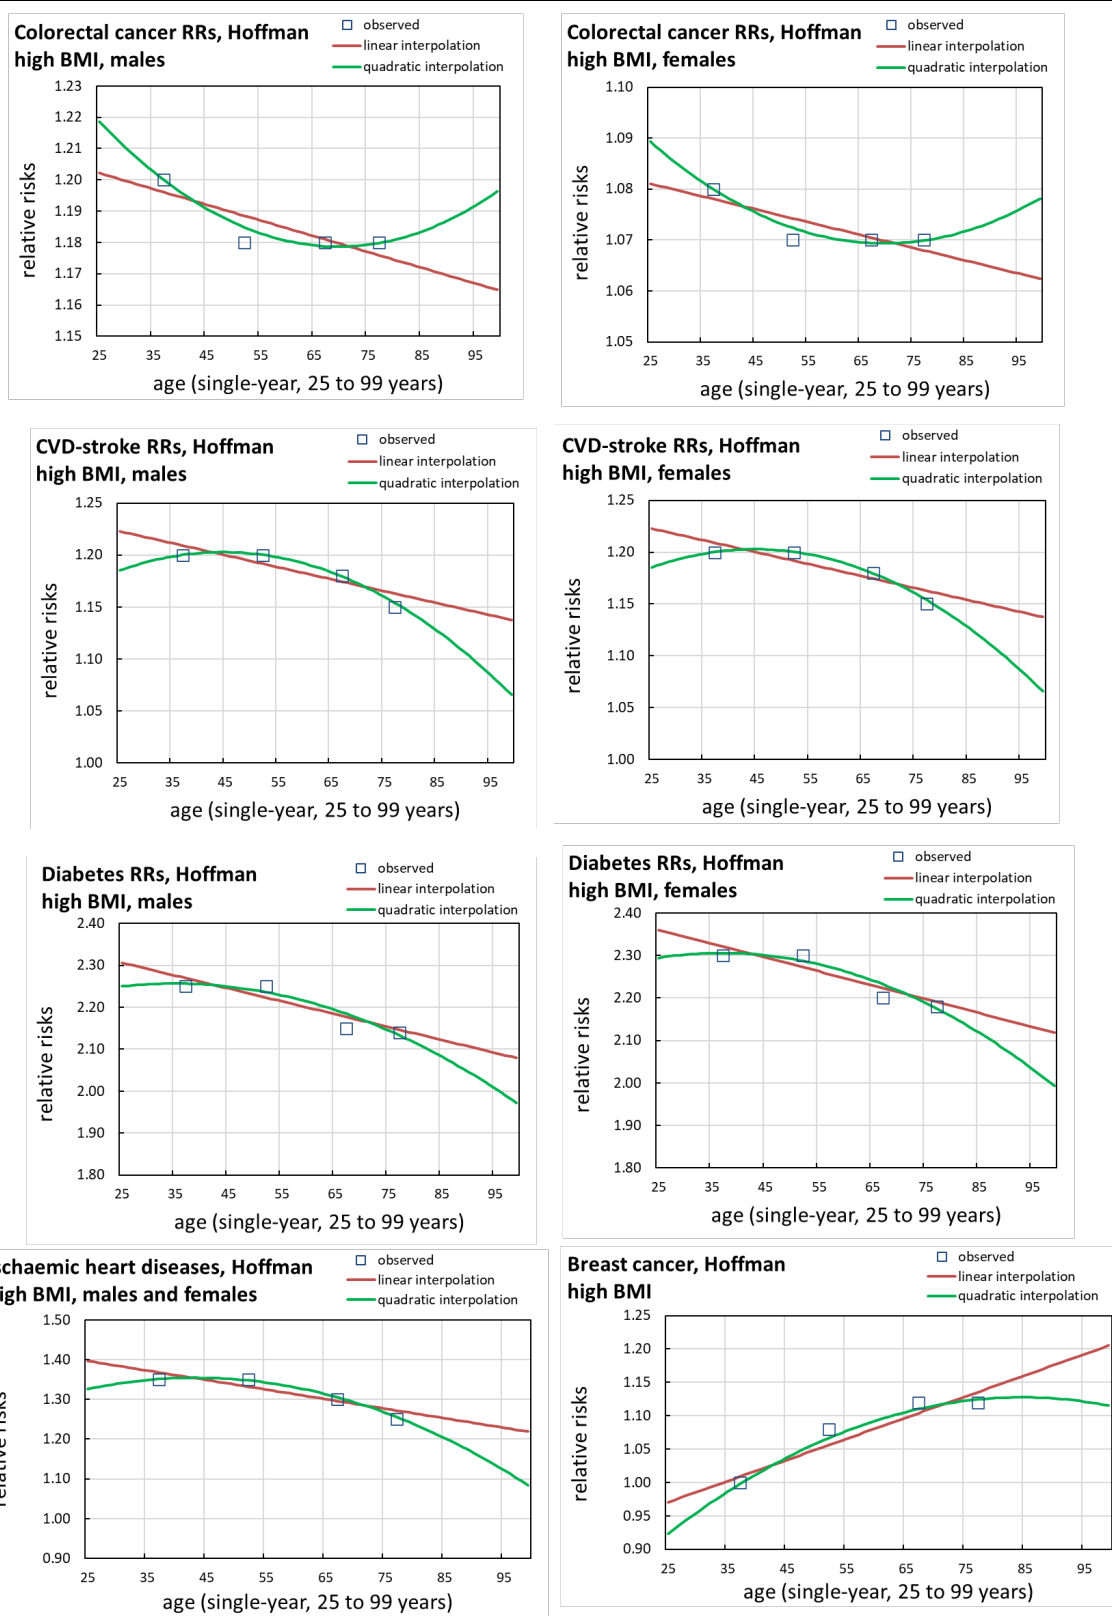 Colorectal cancer RRs, Hoffman
high BMI, males
observed
linear interpolation
quadratic interpolation
1.23
1.22
1.21
1.20
1.19
1.18
1.17
1.16
1.15
relative risks
25 35 45 55 65 75 85 95
age (single-year, 25 to 99 years)
Colorectal cancer RRs, Hoffman
high BMI, females
observed
linear interpolation
quadratic interpolation
1.10
1.09
1.08
1.07
1.06
1.05
relative risks
25 35 45 55 65 75 85 95
age (single-year, 25 to 99 years)
CVD-stroke RRs, Hoffman
high BMI, males
observed
linear interpolation
quadratic interpolation
1.25
1.20
1.15
1.10
1.05
1.00
relative risks
25 35 45 55 65 75 85 95
age (single-year, 25 to 99 years)
CVD-stroke RRs, Hoffman
high BMI, females
observed
linear interpolation
quadratic interpolation
1.25
1.20
1.15
1.10
1.05
1.00
relative risks
25 35 45 55 65 75 85 95
age (single-year, 25 to 99 years)
Diabetes RRs, Hoffman
high BMI, males
observed
linear interpolation
quadratic interpolation
2.40
2.30
2.20
2.10
2.00
1.90
1.80
relative risks
25 35 45 55 65 75 85 95
age (single-year, 25 to 99 years)
Diabetes RRs, Hoffman
high BMI, females
observed
linear interpolation
quadratic interpolation
2.40
2.30
2.20
2.10
2.00
1.90
1.80
relative risks
25 35 45 55 65 75 85 95
age (single-year, 25 to 99 years)
schaemic heart diseases, Hoffman
igh BMI, males and females
observed
linear interpolation
quadratic interpolation
1.50
1.40
1.30
1.20
1.10
1.00
0.90
relative risks
25 35 45 55 65 75 85 95
age (single-year, 25 to 99 years)
Breast cancer, Hoffman
high BMI
observed
linear interpolation
quadratic interpolation
1.25
1.20
1.15
1.10
1.05
1.00
0.95
0.90
relative risks
25 35 45 55 65 75 85 95
age (single-year, 25 to 99 years)